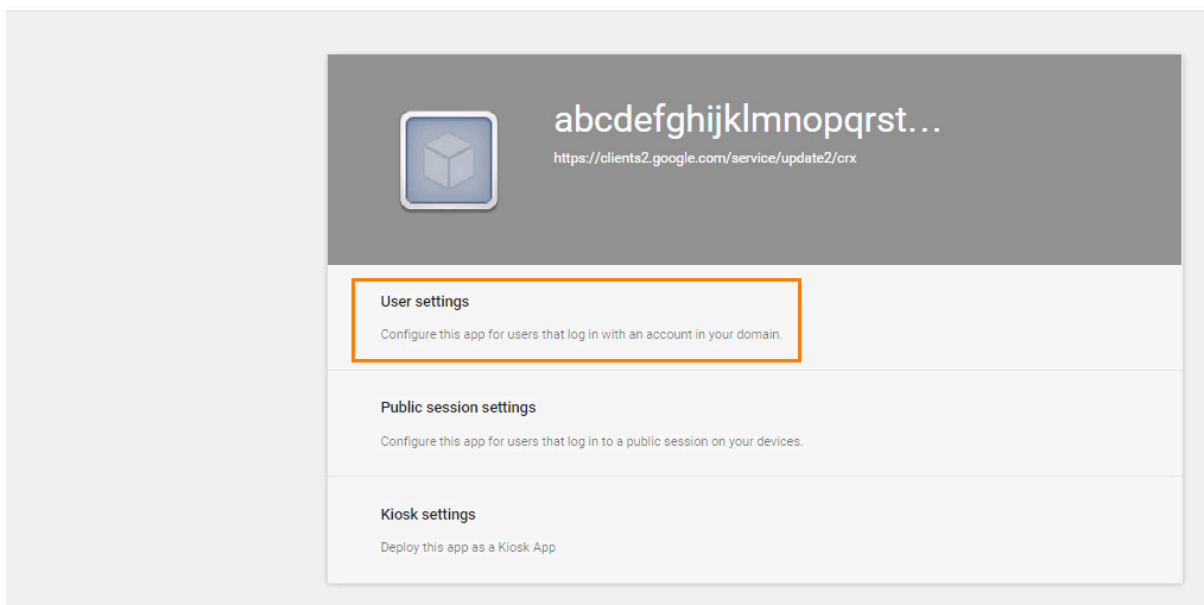 abcdefghijklmnopqrst...
https://clients2.google.com/service/update2/crx
User settings
Configure this app for users that log in with an account in your domain.
Public session settings
Configure this app for users that log in to a public session on your devices.
Kiosk settings
Deploy this app as a Kiosk App